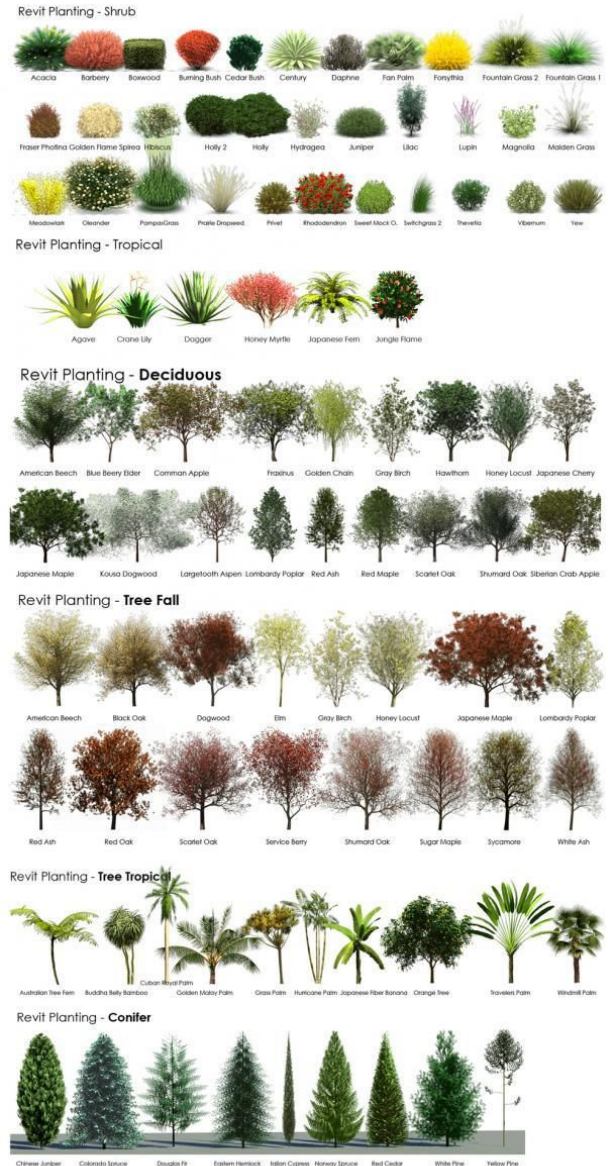 Revit Planting - Shrub
Acacia Barberry Boxwood Burning Bush Cedar Bush Century Daphne Fan Palm Forsythia Fountain Grass 2 Fountain Grass 1
Fraser Photina Golden Flame Spirea Hibiscus Holly 2 Holly Hydragea Juniper Lilac Lupin Magnolia Maiden Grass
Meadowlark Oleander PampasGrass Prairie Dropseed Privet Rhododendron Sweet Mock O. Switchgrass 2 Thevetia Vibernum Yew
Revit Planting - Tropical
Agave Crane Lily Dagger Honey Myrtle Japanese Fern Jungle Flame
Revit Planting - Deciduous
American Beech Blue Beery Elder Comman Apple Fraxinus Golden Chain Gray Birch Hawthorn Honey Locust Japanese Cherry
Japanese Maple Kousa Dogwood Largetooth Aspen Lombardy Poplar Red Ash Red Maple Scarlet Oak Shumard Oak Siberian Crab Apple
Revit Planting - Tree Fall
American Beech Black Oak Dogwood Elm Gray Birch Honey Locust Japanese Maple Lombardy Poplar
Red Ash Red Oak Scarlet Oak Service Berry Shumard Oak Sugar Maple Sycamore White Ash
Revit Planting - Tree Tropical
Australian Tree Fern Buddha Belly Bamboo Cuban Royal Palm Golden Malay Palm Grass Palm Hurricane Palm Japanese Fiber Banana Orange Tree Travelers Palm Windmill Palm
Revit Planting - Conifer
Chinese Juniper Colorado Spruce Douglas Fir Eastern Hemlock Italian Cypress Norway Spruce Red Cedar White Pine Yellow Pine